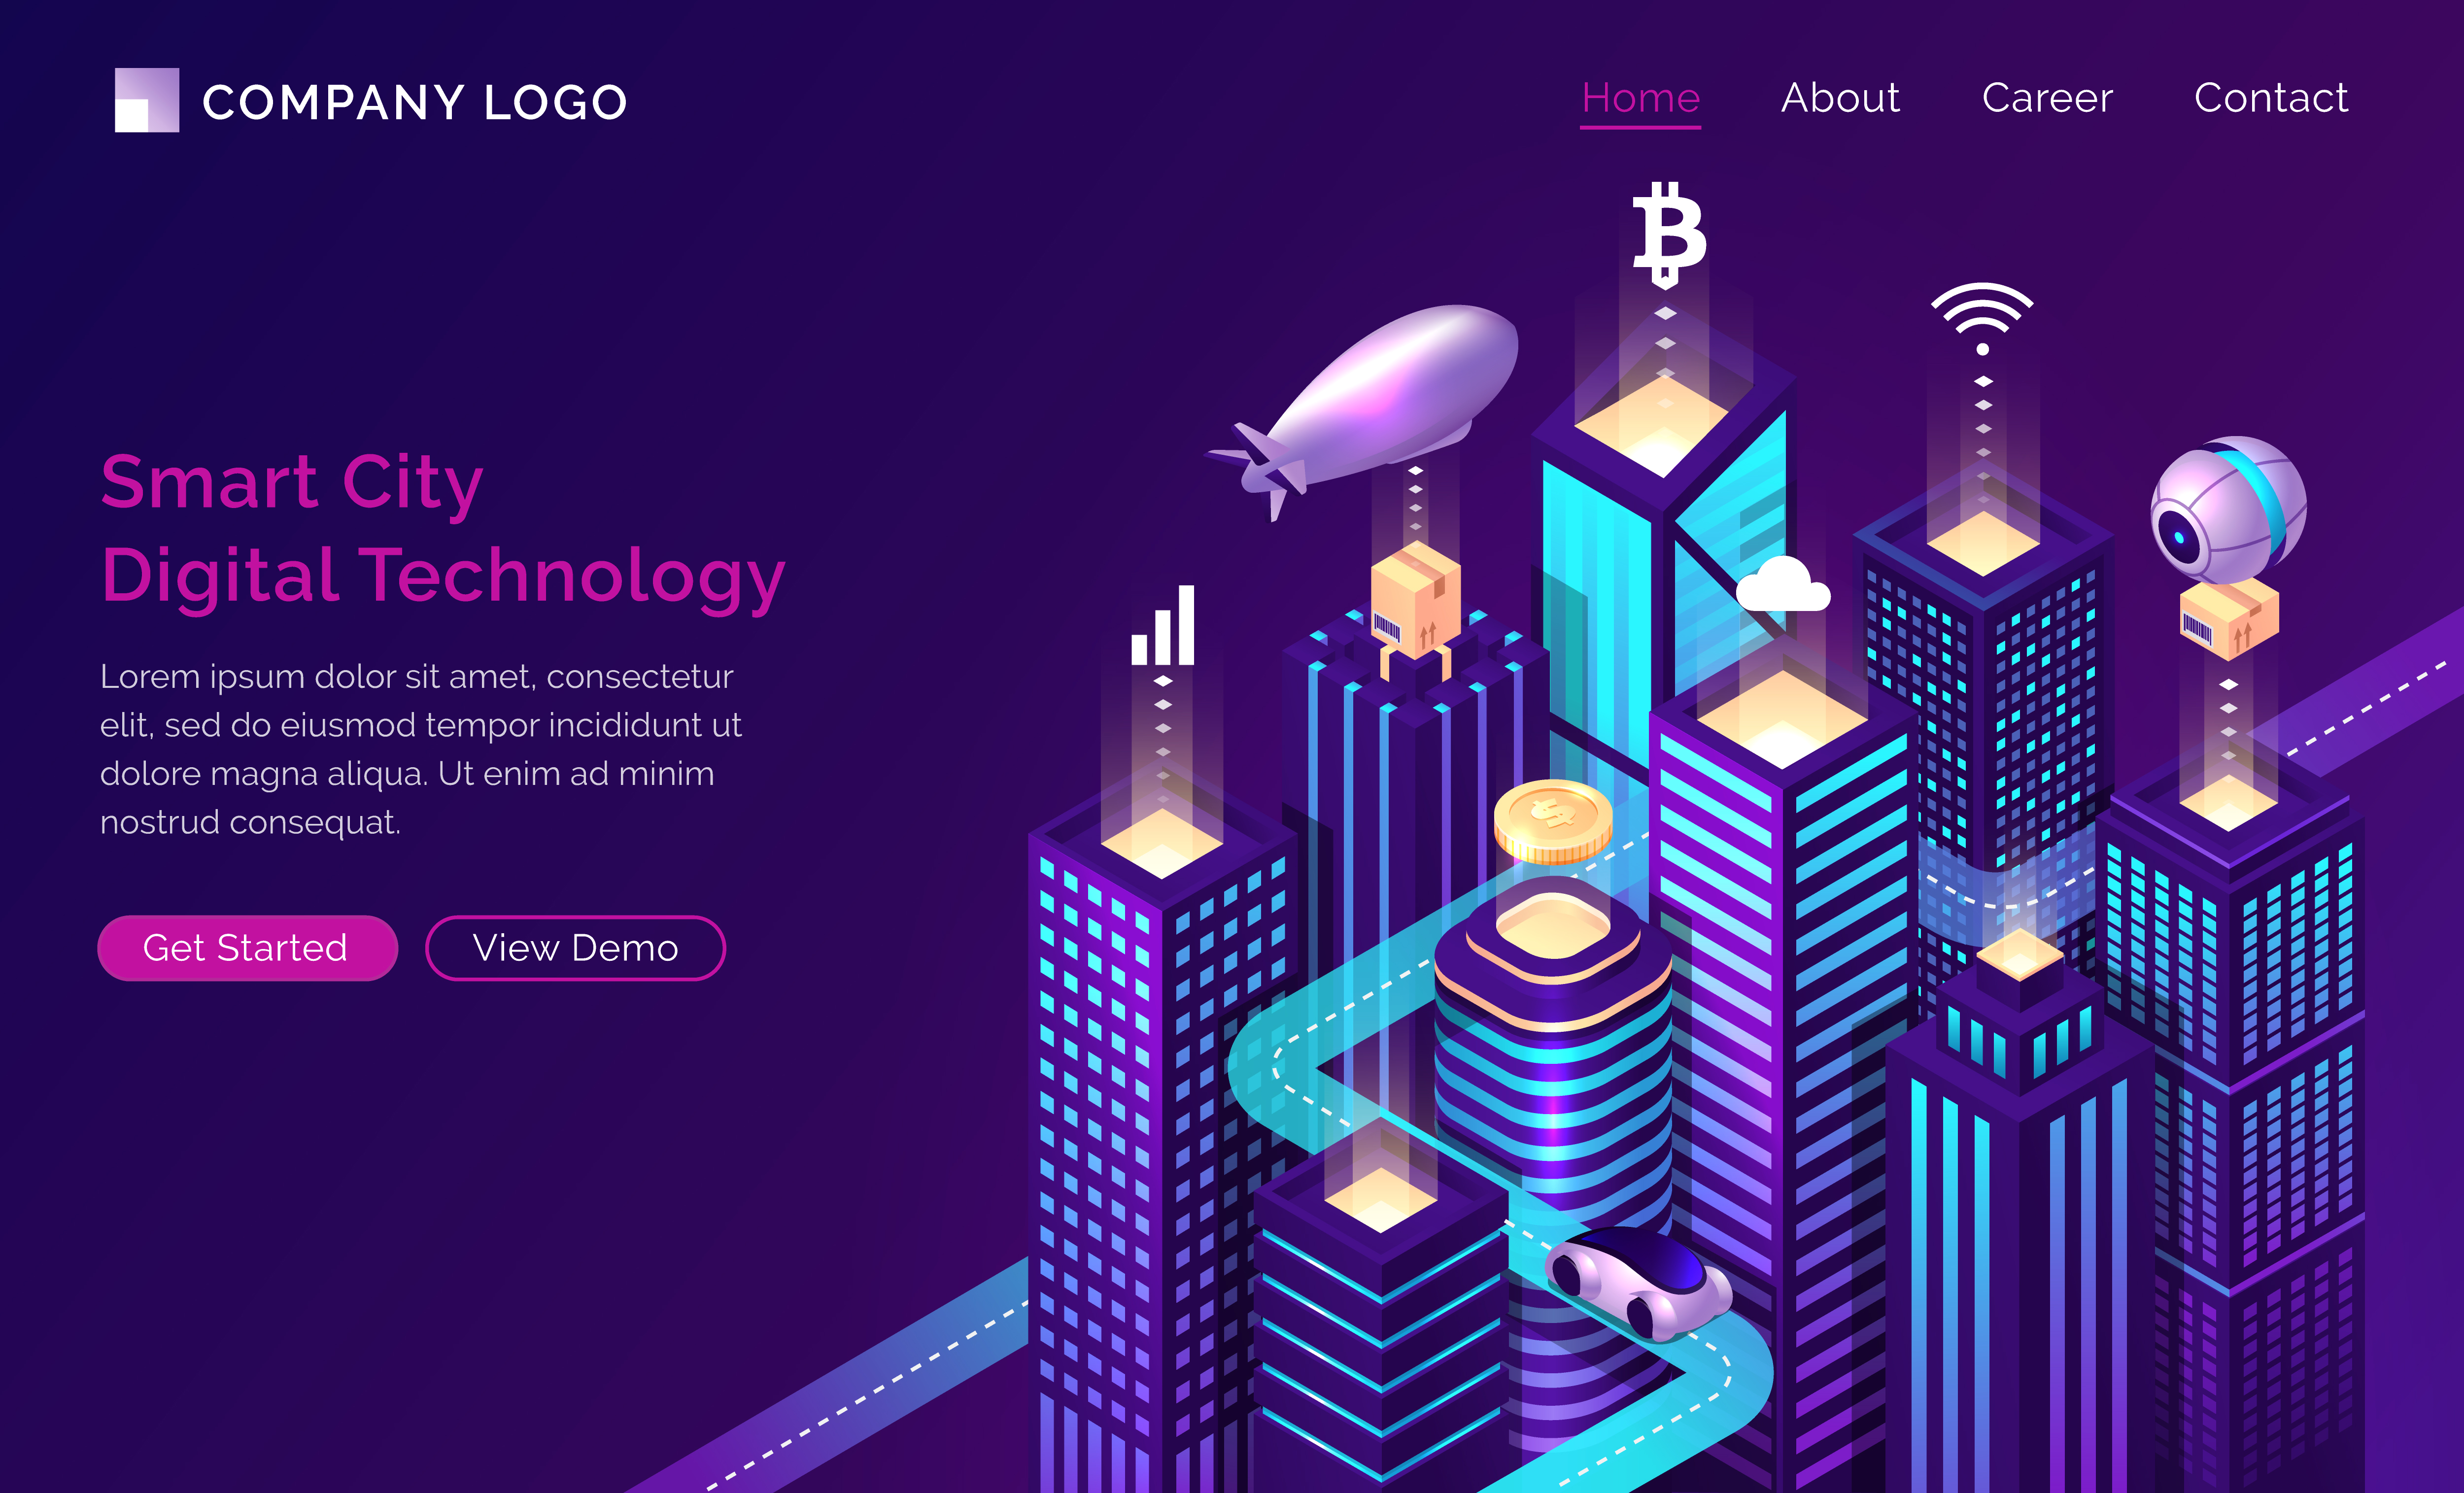 COMPANY LOGO
Home About Career Contact
Smart City
Digital Technology
Lorem ipsum dolor sit amet, consectetur
elit, sed do eiusmod tempor incididunt ut
dolore magna aliqua. Ut enim ad minim
nostrud consequat.
Get Started View Demo